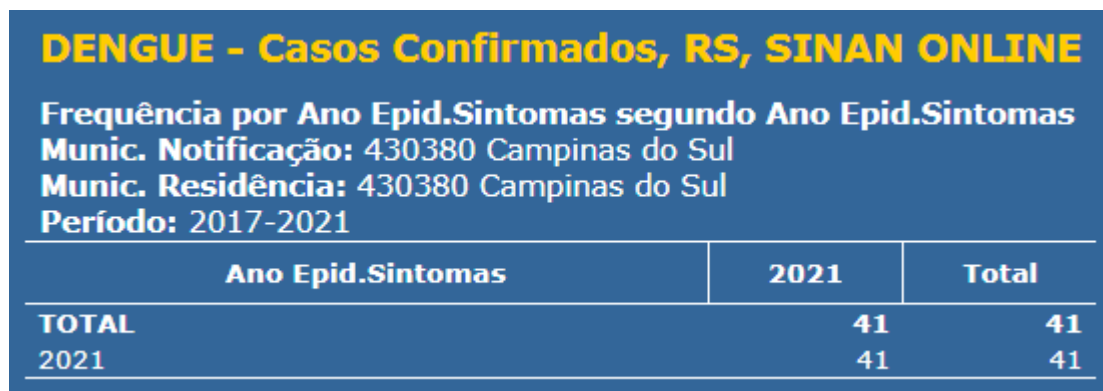 DENGUE - Casos Confirmados, RS, SINAN ONLINE
Frequência por Ano Epid.Sintomas segundo Ano Epid.Sintomas
Munic. Notificação: 430380 Campinas do Sul
Munic. Residência: 430380 Campinas do Sul
Período: 2017-2021
Ano Epid.Sintomas 2021 Total
TOTAL 41 41
2021 41 41